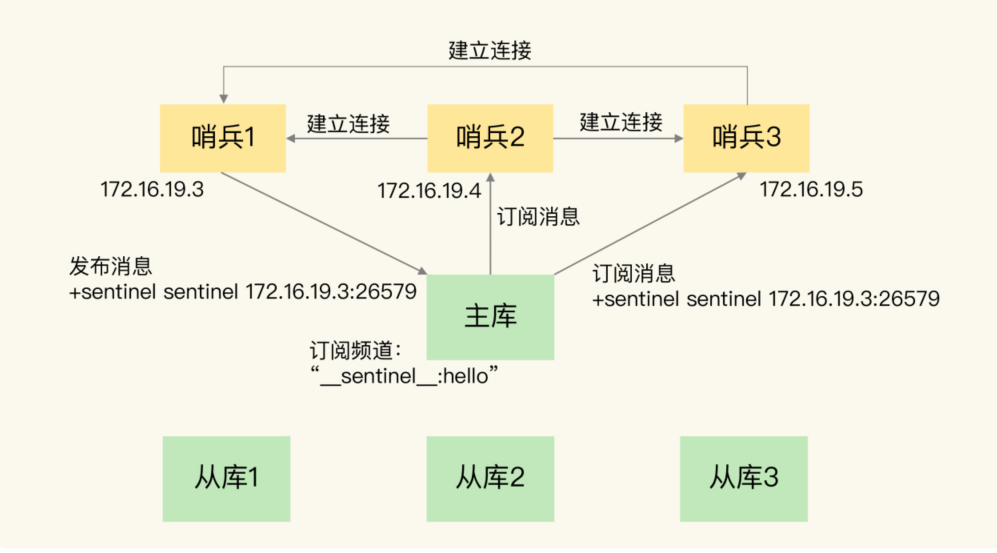 建立连接
哨兵1
建立连接
哨兵2
建立连接
哨兵3
172.16.19.3
172.16.19.4
172.16.19.5
订阅消息
发布消息
+sentinel sentinel 172.16.19.3:26579
订阅消息
+sentinel sentinel 172.16.19.3:26579
主库
订阅频道：
“__sentinel__:hello”
从库1
从库2
从库3